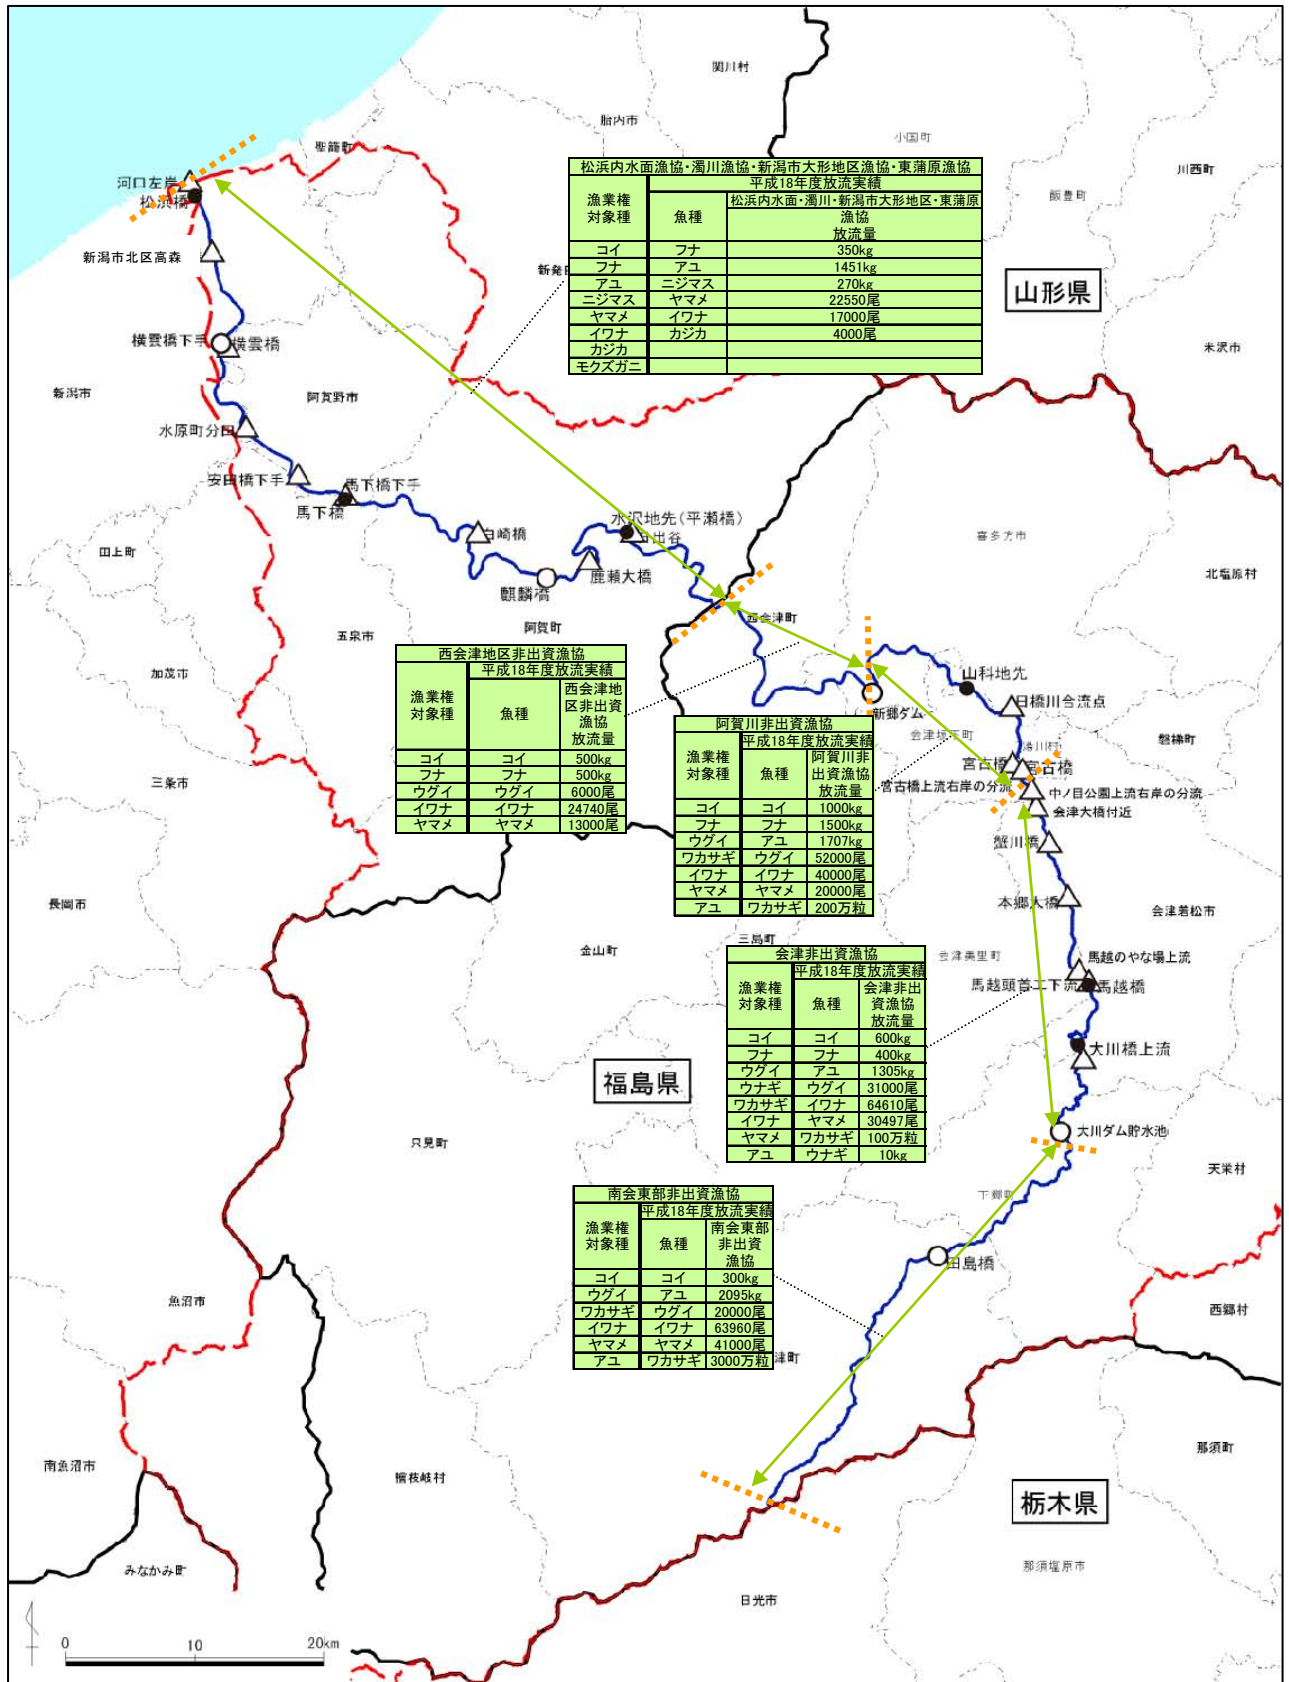 関川村
胎内市
小国町
聖籠町
川西町
飯豊町
河口左岸
松浜橋
新潟市北区高森
松浜内水面漁協・濁川漁協・新潟市大形地区漁協・東蒲原漁協
漁業権対象種 平成18年度放流実績
魚種 松浜内水面・濁川・新潟市大形地区・東蒲原漁協放流量
コイ フナ 350kg
フナ アユ 1451kg
アユ ニジマス 270kg
ニジマス ヤマメ 22550尾
ヤマメ イワナ 17000尾
イワナ カジカ 4000尾
カジカ
モクズガニ
新発
山形県
横雲橋下手
横雲橋
米沢市
新潟市
阿賀野市
水原町分田
安田橋下手
馬下橋下手
馬下橋
水沢地先(平瀬橋)
日出谷
白崎橋
鹿瀬大橋
麒麟橋
田上町
喜多方市
北塩原村
阿賀町
西会津町
五泉市
加茂市
西会津地区非出資漁協
漁業権対象種 平成18年度放流実績
魚種 西会津地区非出資漁協放流量
コイ コイ 500kg
フナ フナ 500kg
ウグイ ウグイ 6000尾
イワナ イワナ 24740尾
ヤマメ ヤマメ 13000尾
山科地先
日橋川合流点
新郷ダム
会津坂下町
湯川村
磐梯町
阿賀川非出資漁協
漁業権対象種 平成18年度放流実績
魚種 阿賀川非出資漁協放流量
コイ コイ 1000kg
フナ フナ 1500kg
ウグイ アユ 1707kg
ワカサギ ウグイ 52000尾
イワナ イワナ 40000尾
ヤマメ ヤマメ 20000尾
アユ ワカサギ 200万粒
宮古橋
宮古橋
宮古橋上流右岸の分流
中ノ目公園上流右岸の分流
会津大橋付近
蟹川橋
三条市
長岡市
本郷大橋
会津若松市
金山町
三島町
会津美里町
馬越のやな場上流
馬越頭首工下流
馬越橋
会津非出資漁協
漁業権対象種 平成18年度放流実績
魚種 会津非出資漁協放流量
コイ コイ 600kg
フナ フナ 400kg
ウグイ アユ 1305kg
ウナギ ウグイ 31000尾
ワカサギ イワナ 64610尾
イワナ ヤマメ 30497尾
ヤマメ ワカサギ 100万粒
アユ ウナギ 10kg
大川橋上流
福島県
只見町
大川ダム貯水池
天栄村
下郷町
南会東部非出資漁協
漁業権対象種 平成18年度放流実績
魚種 南会東部非出資漁協
コイ コイ 300kg
ウグイ アユ 2095kg
ワカサギ ウグイ 20000尾
イワナ イワナ 63960尾
ヤマメ ヤマメ 41000尾
アユ ワカサギ 3000万粒
田島橋
津町
魚沼市
西郷村
南魚沼市
檜枝岐村
那須町
栃木県
みなかみ町
那須塩原市
日光市
0 10 20km